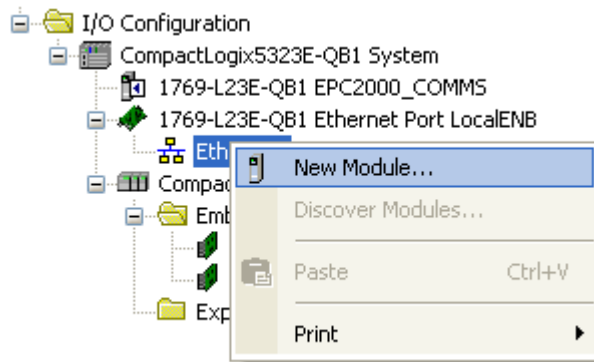 I/O Configuration
CompactLogix5323E-QB1 System
1769-L23E-QB1 EPC2000_COMMS
1769-L23E-QB1 Ethernet Port LocalENB
Eth
New Module...
Compac
Discover Modules...
Emb
Paste Ctrl+V
Exp
Print